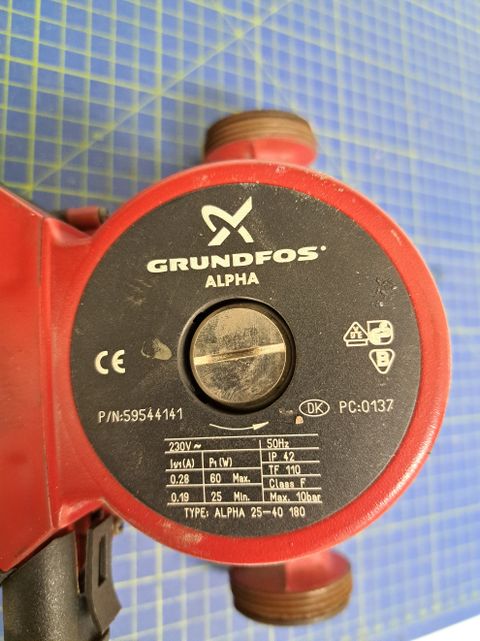 GRUNDFOS®
ALPHA
CE
B
P/N:59544141 DK PC:0137
230V~ 50Hz
I1/1(A) P1(W) IP 42
0.28 60 Max. TF 110
0.19 25 Min. Class F
Max. 10bar
TYPE: ALPHA 25-40 180